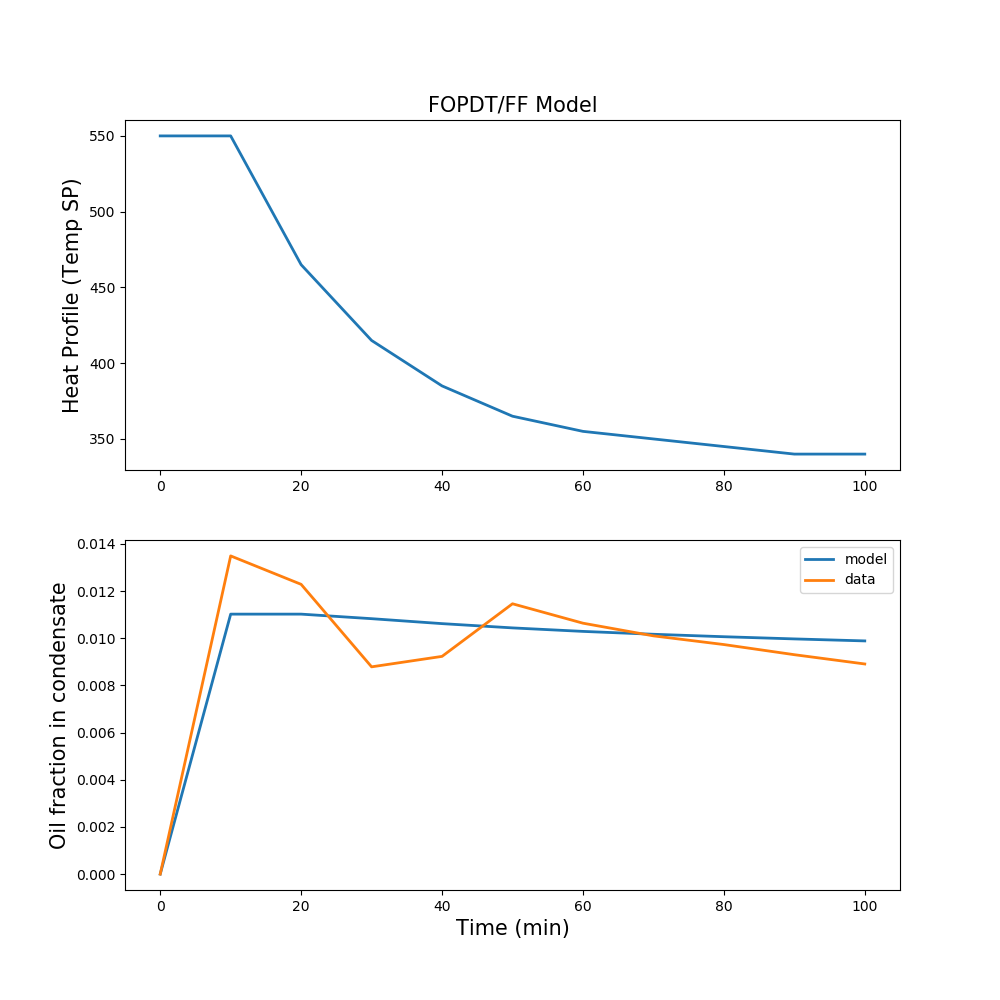 FOPDT/FF Model
Heat Profile (Temp SP)
550
500
450
400
350
0 20 40 60 80 100
Oil fraction in condensate
0.014
0.012
0.010
0.008
0.006
0.004
0.002
0.000
model
data
0 20 40 60 80 100
Time (min)